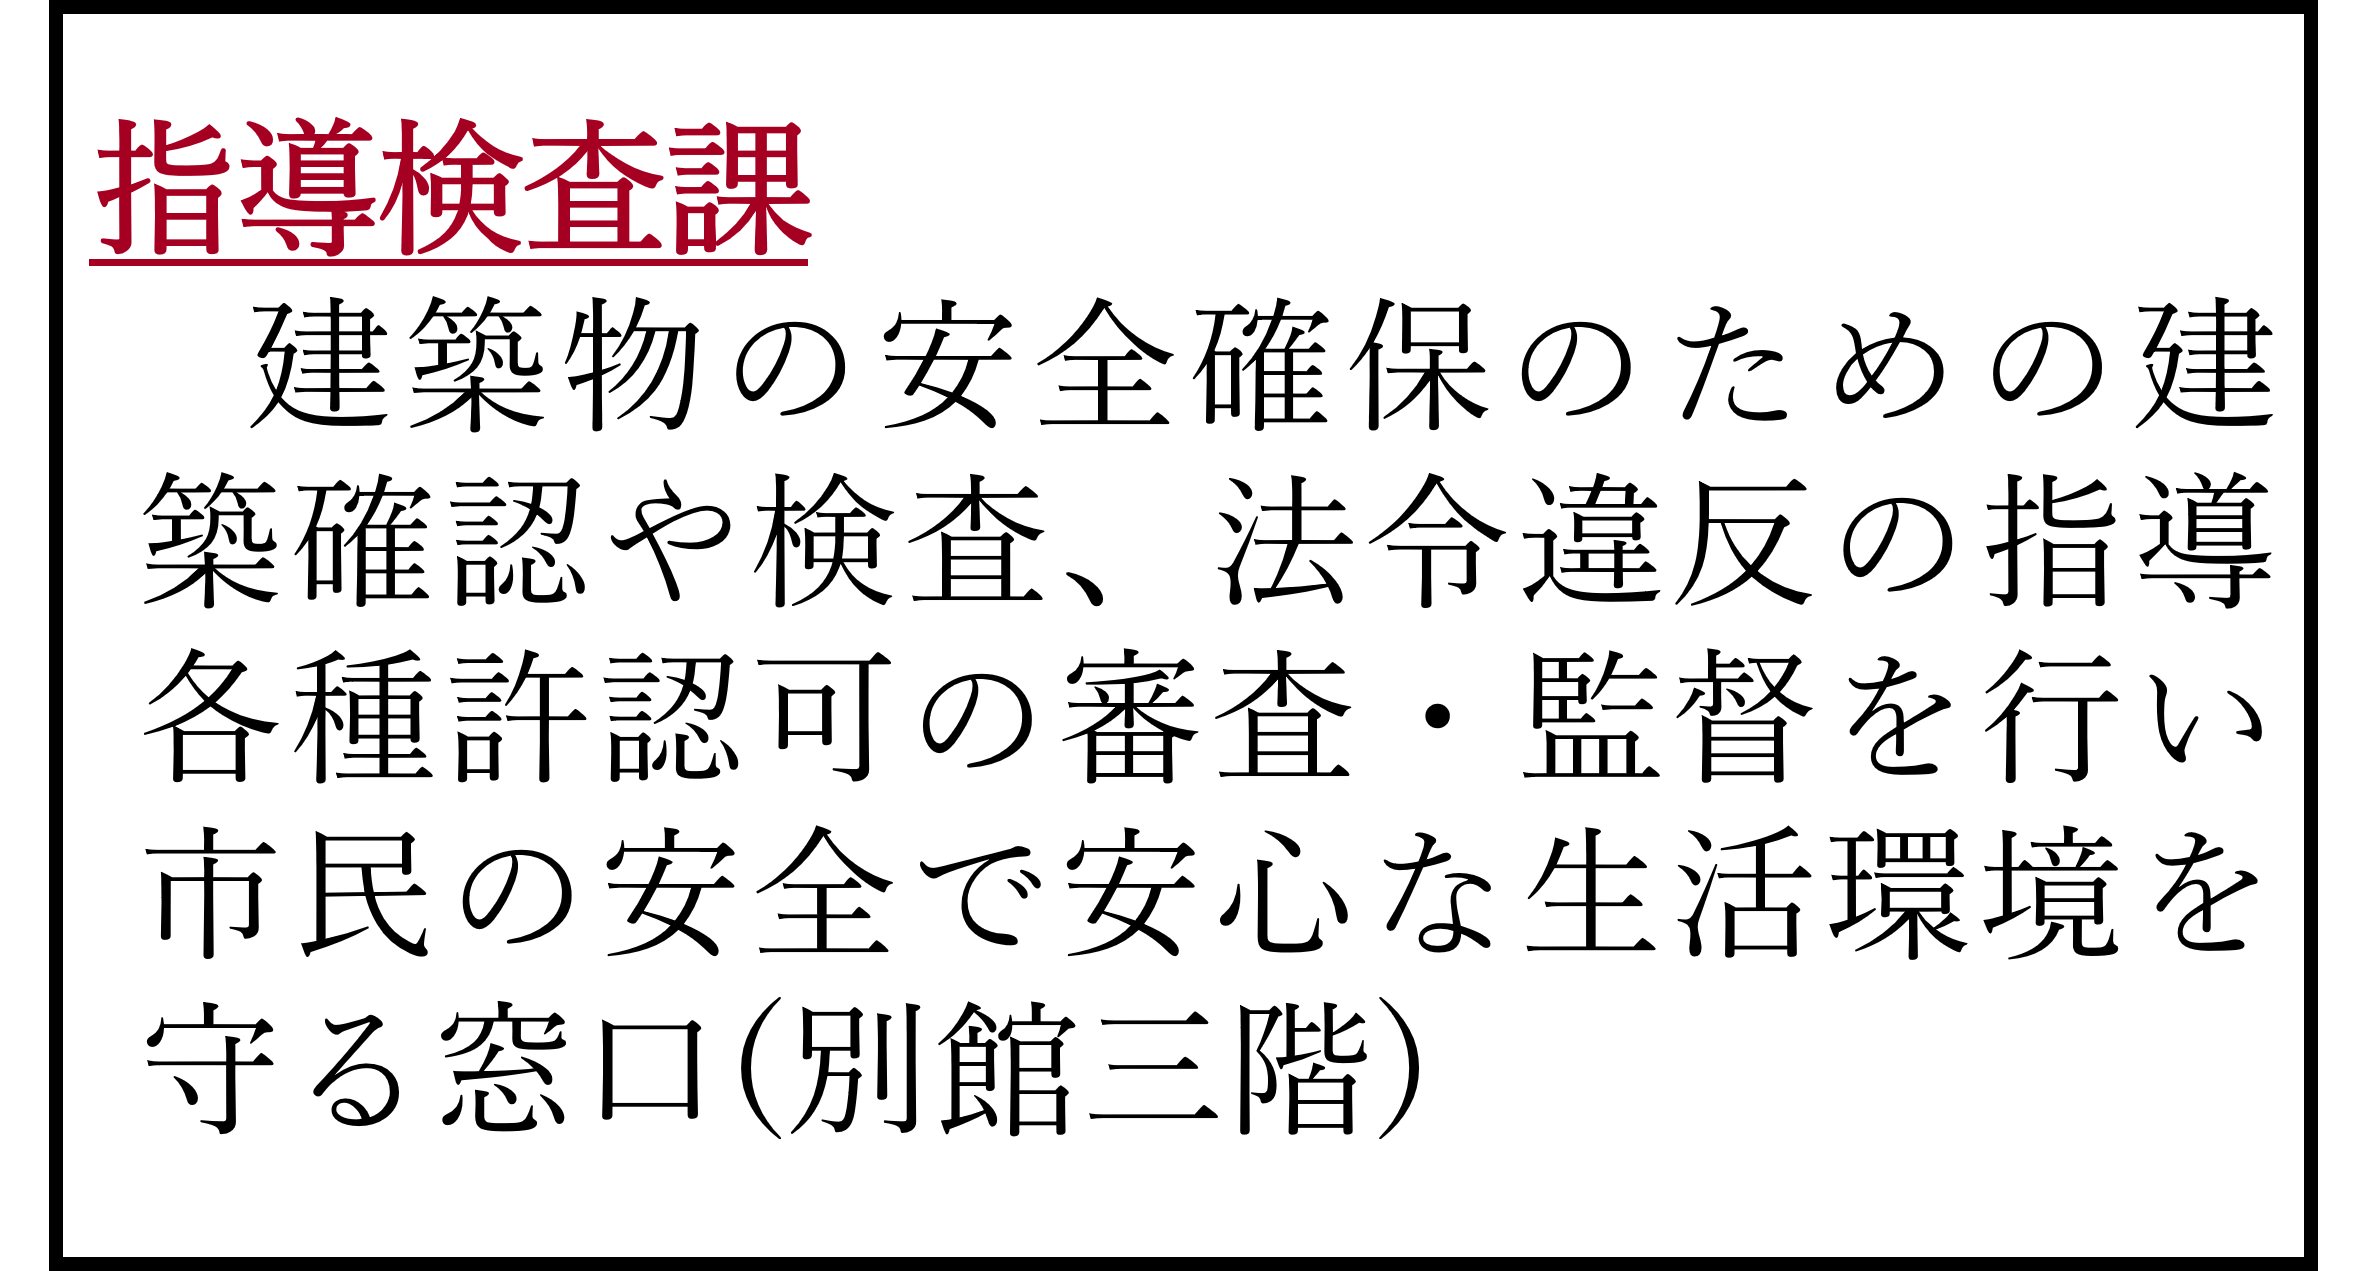 指導検査課
建築物の安全確保のための建
築確認や検査、法令違反の指導
各種許認可の審査・監督を行い
市民の安全で安心な生活環境を
守る窓口(別館三階)